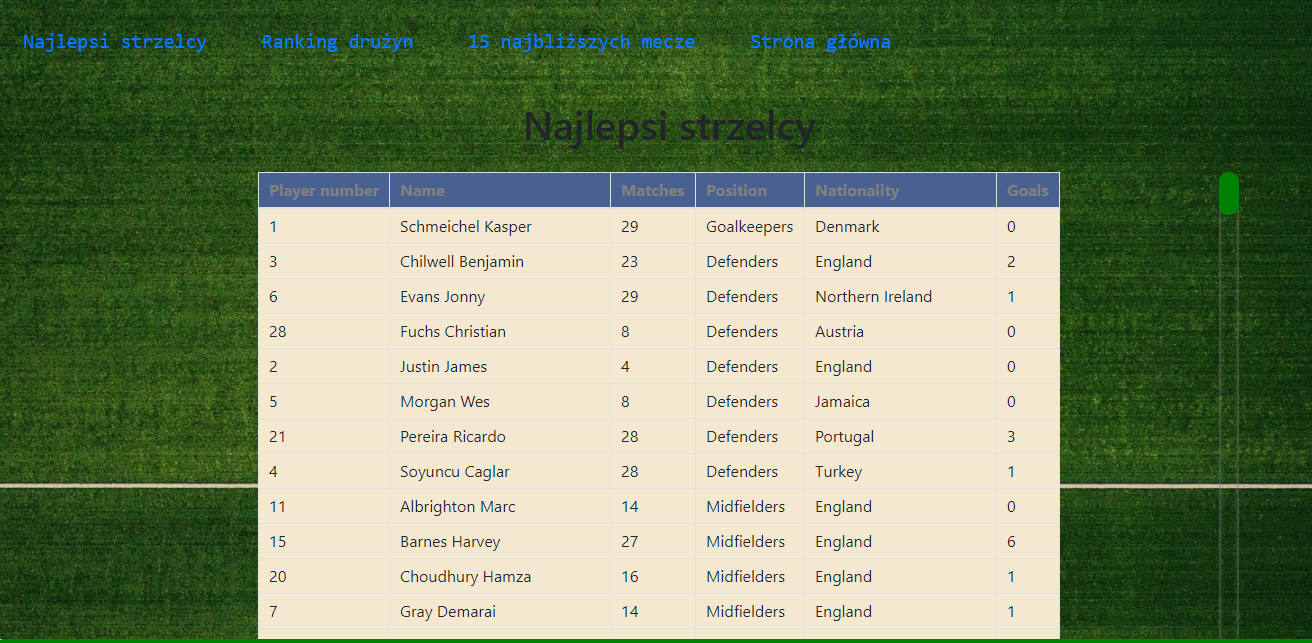 Najlepsi strzelcy Ranking drużyn 15 najbliższych mecze Strona główna
Najlepsi strzelcy
Player number Name Matches Position Nationality Goals
1 Schmeichel Kasper 29 Goalkeepers Denmark 0
3 Chilwell Benjamin 23 Defenders England 2
6 Evans Jonny 29 Defenders Northern Ireland 1
28 Fuchs Christian 8 Defenders Austria 0
2 Justin James 4 Defenders England 0
5 Morgan Wes 8 Defenders Jamaica 0
21 Pereira Ricardo 28 Defenders Portugal 3
4 Soyuncu Caglar 28 Defenders Turkey 1
11 Albrighton Marc 14 Midfielders England 0
15 Barnes Harvey 27 Midfielders England 6
20 Choudhury Hamza 16 Midfielders England 1
7 Gray Demarai 14 Midfielders England 1